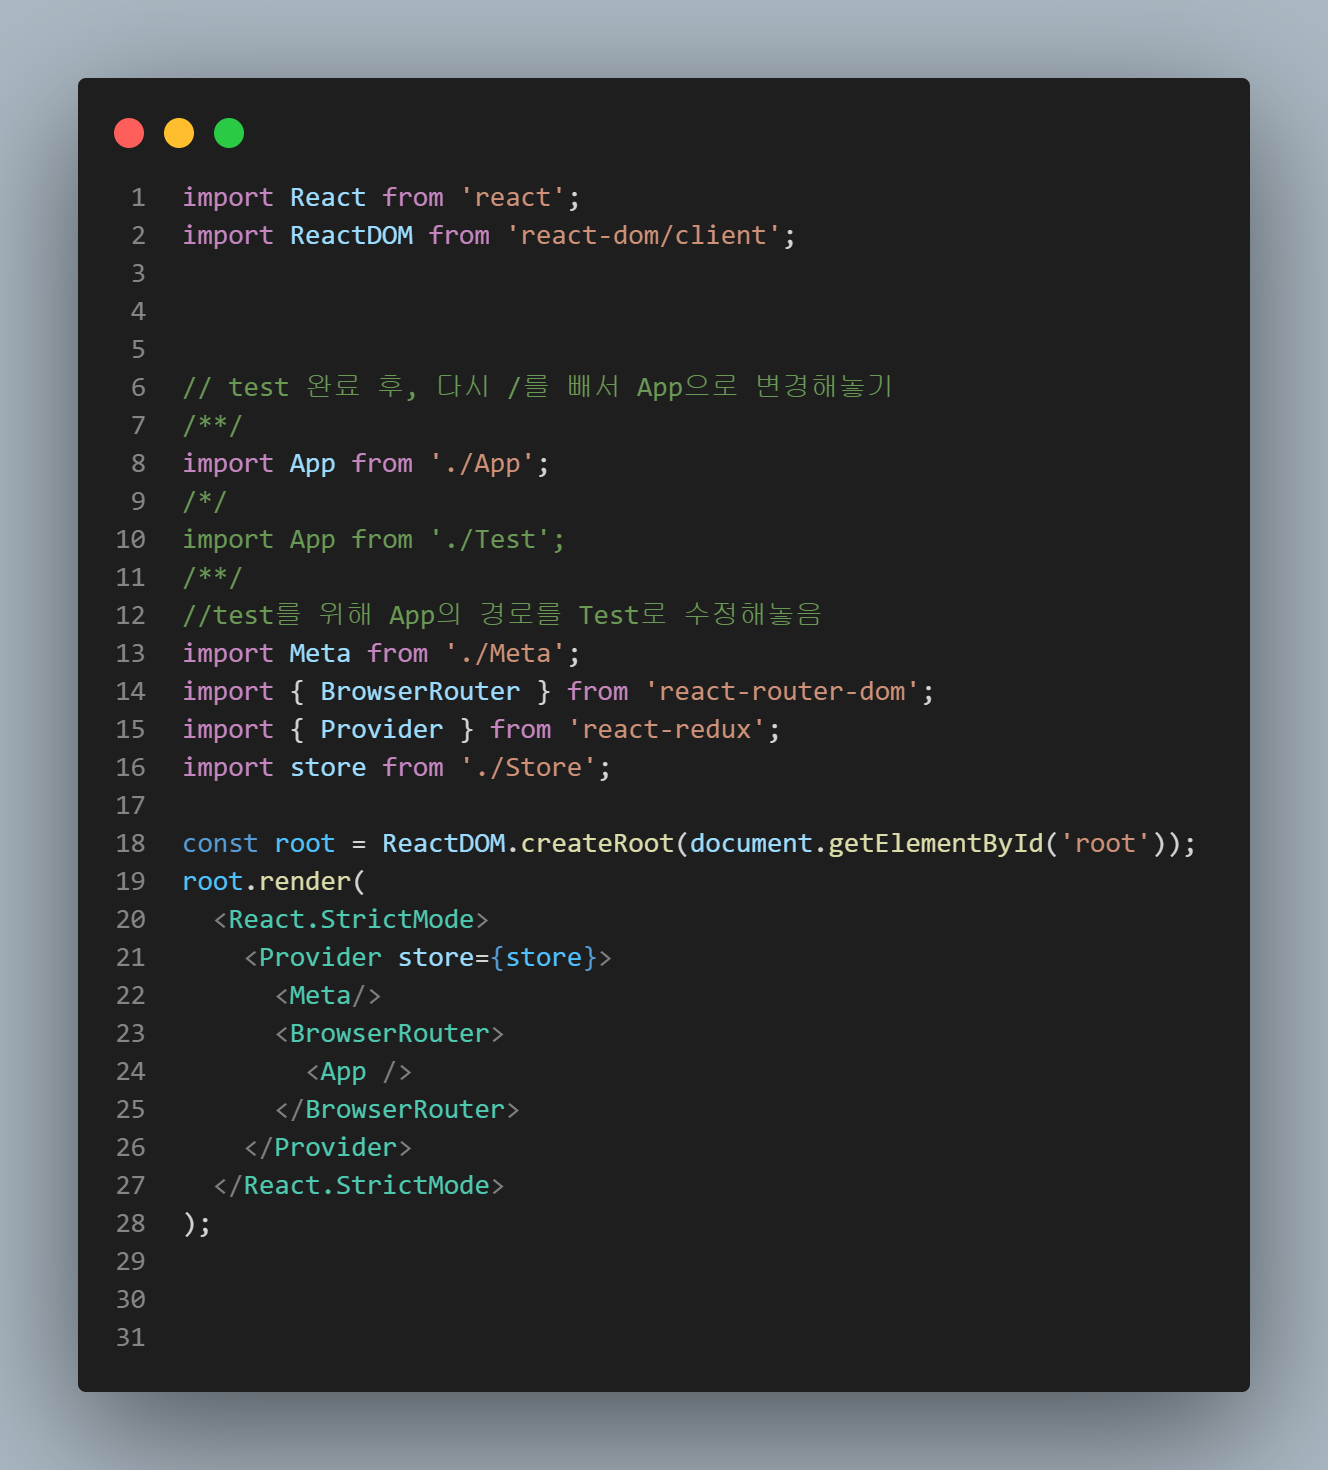 1 import React from 'react';
2 import ReactDOM from 'react-dom/client';
3
4
5
6 // test 완료 후, 다시 /를 빼서 App으로 변경해놓기
7 /**/
8 import App from './App';
9 /*/
10 import App from './Test';
11 /**/
12 //test를 위해 App의 경로를 Test로 수정해놓음
13 import Meta from './Meta';
14 import { BrowserRouter } from 'react-router-dom';
15 import { Provider } from 'react-redux';
16 import store from './Store';
17
18 const root = ReactDOM.createRoot(document.getElementById('root'));
19 root.render(
20   <React.StrictMode>
21     <Provider store={store}>
22       <Meta/>
23       <BrowserRouter>
24         <App />
25       </BrowserRouter>
26     </Provider>
27   </React.StrictMode>
28 );
29
30
31